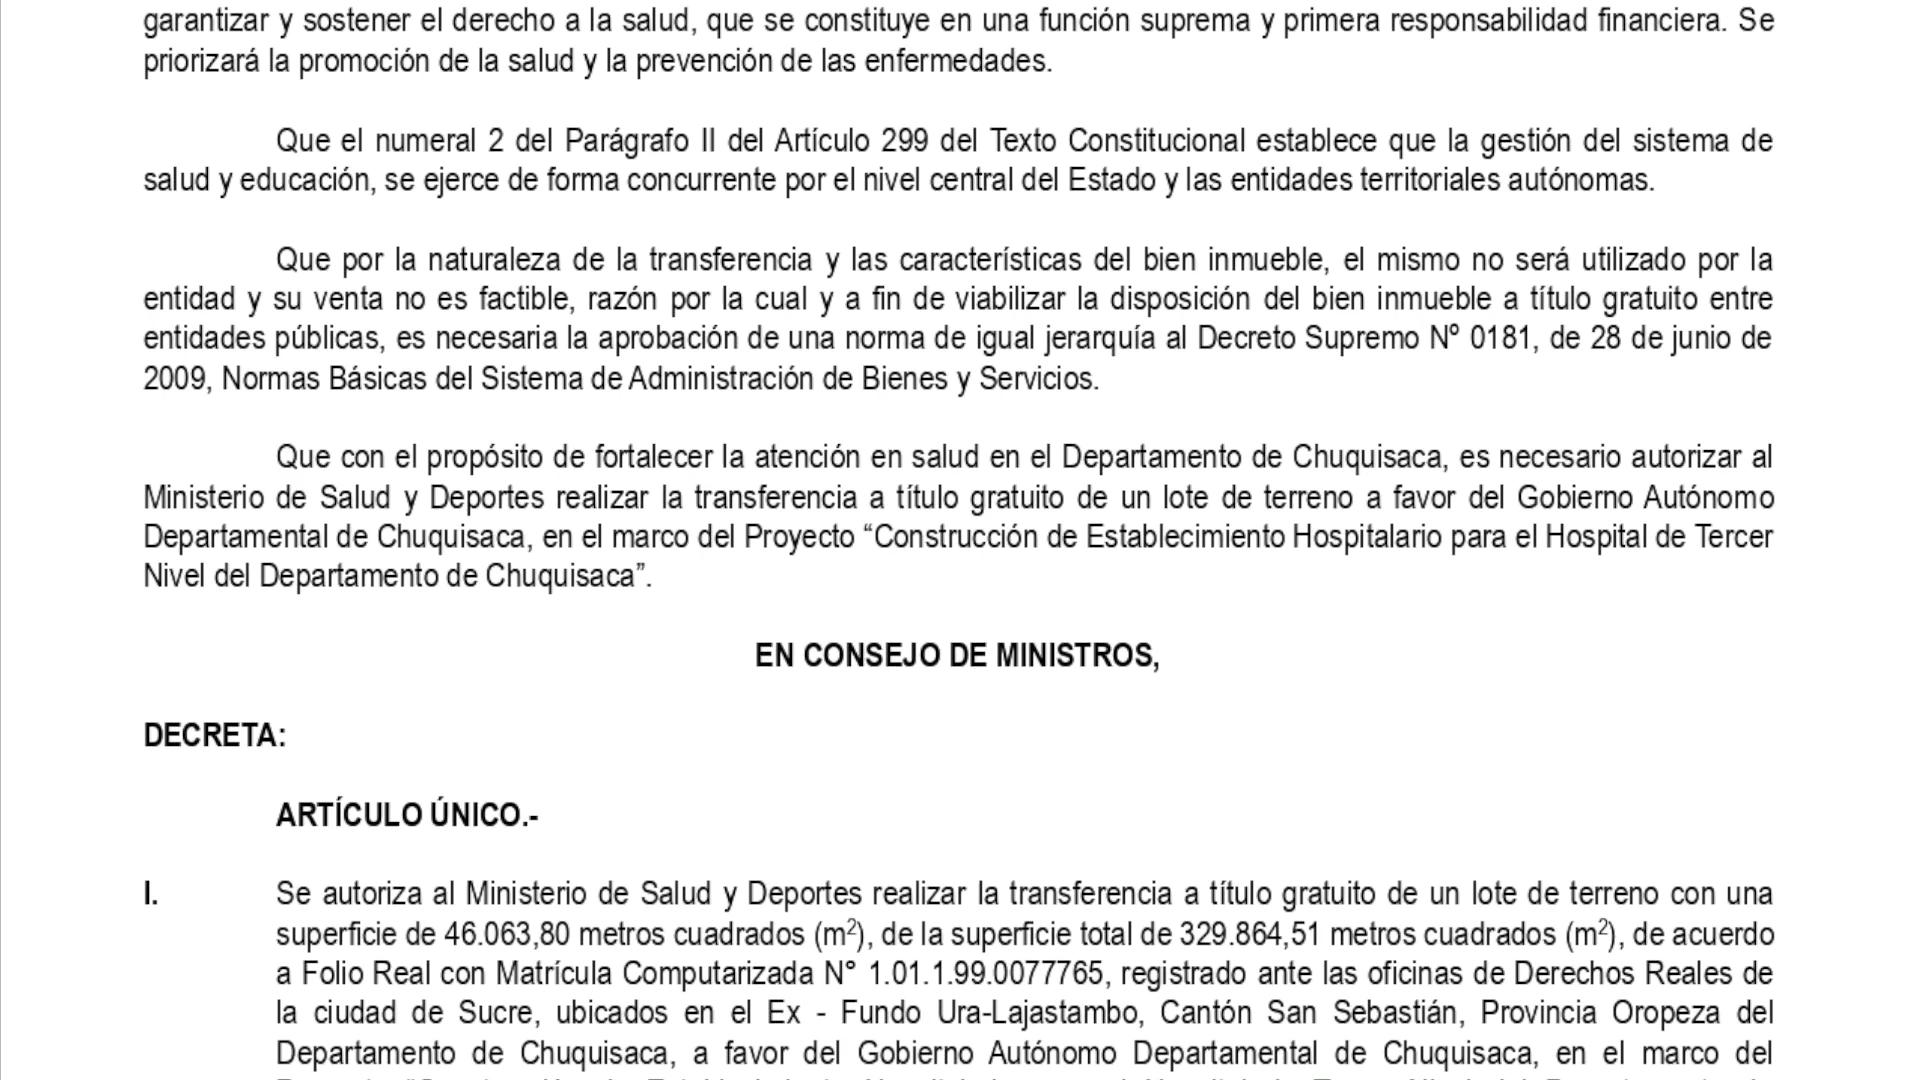 garantizar y sostener el derecho a la salud, que se constituye en una función suprema y primera responsabilidad financiera. Se
priorizará la promoción de la salud y la prevención de las enfermedades.
Que el numeral 2 del Parágrafo II del Artículo 299 del Texto Constitucional establece que la gestión del sistema de
salud y educación, se ejerce de forma concurrente por el nivel central del Estado y las entidades territoriales autónomas.
Que por la naturaleza de la transferencia y las características del bien inmueble, el mismo no será utilizado por la
entidad y su venta no es factible, razón por la cual y a fin de viabilizar la disposición del bien inmueble a título gratuito entre
entidades públicas, es necesaria la aprobación de una norma de igual jerarquía al Decreto Supremo Nº 0181, de 28 de junio de
2009, Normas Básicas del Sistema de Administración de Bienes y Servicios.
Que con el propósito de fortalecer la atención en salud en el Departamento de Chuquisaca, es necesario autorizar al
Ministerio de Salud y Deportes realizar la transferencia a título gratuito de un lote de terreno a favor del Gobierno Autónomo
Departamental de Chuquisaca, en el marco del Proyecto “Construcción de Establecimiento Hospitalario para el Hospital de Tercer
Nivel del Departamento de Chuquisaca”.
EN CONSEJO DE MINISTROS,
DECRETA:
ARTÍCULO ÚNICO.-
I. Se autoriza al Ministerio de Salud y Deportes realizar la transferencia a título gratuito de un lote de terreno con una
superficie de 46.063,80 metros cuadrados (m²), de la superficie total de 329.864,51 metros cuadrados (m²), de acuerdo
a Folio Real con Matrícula Computarizada N° 1.01.1.99.0077765, registrado ante las oficinas de Derechos Reales de
la ciudad de Sucre, ubicados en el Ex - Fundo Ura-Lajastambo, Cantón San Sebastián, Provincia Oropeza del
Departamento de Chuquisaca, a favor del Gobierno Autónomo Departamental de Chuquisaca, en el marco del